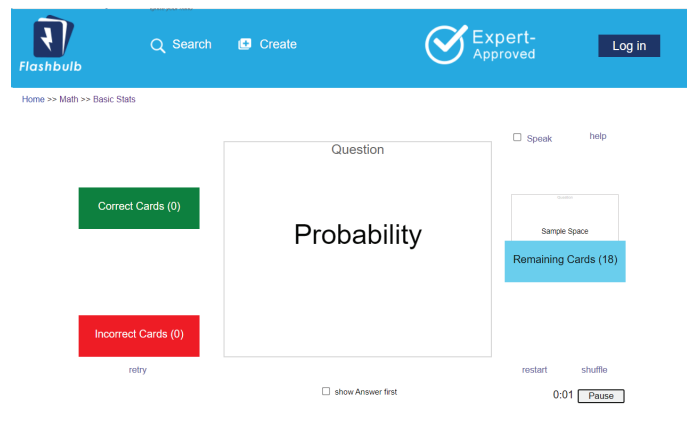 Flashbulb
Search
Create
Expert-
Approved
Log in
Home >> Math >> Basic Stats
Speak
help
Question
Correct Cards (0)
Probability
Question
Sample Space
Remaining Cards (18)
Incorrect Cards (0)
retry
restart
shuffle
show Answer first
0:01
Pause